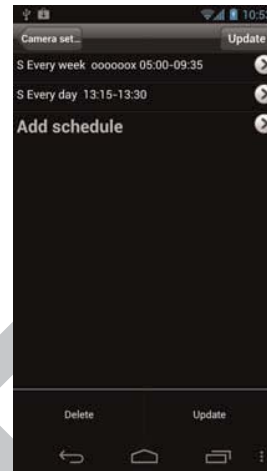 10:5
Camera set... Update
S Every week oooooox 05:00-09:35
S Every day 13:15-13:30
Add schedule
Delete Update